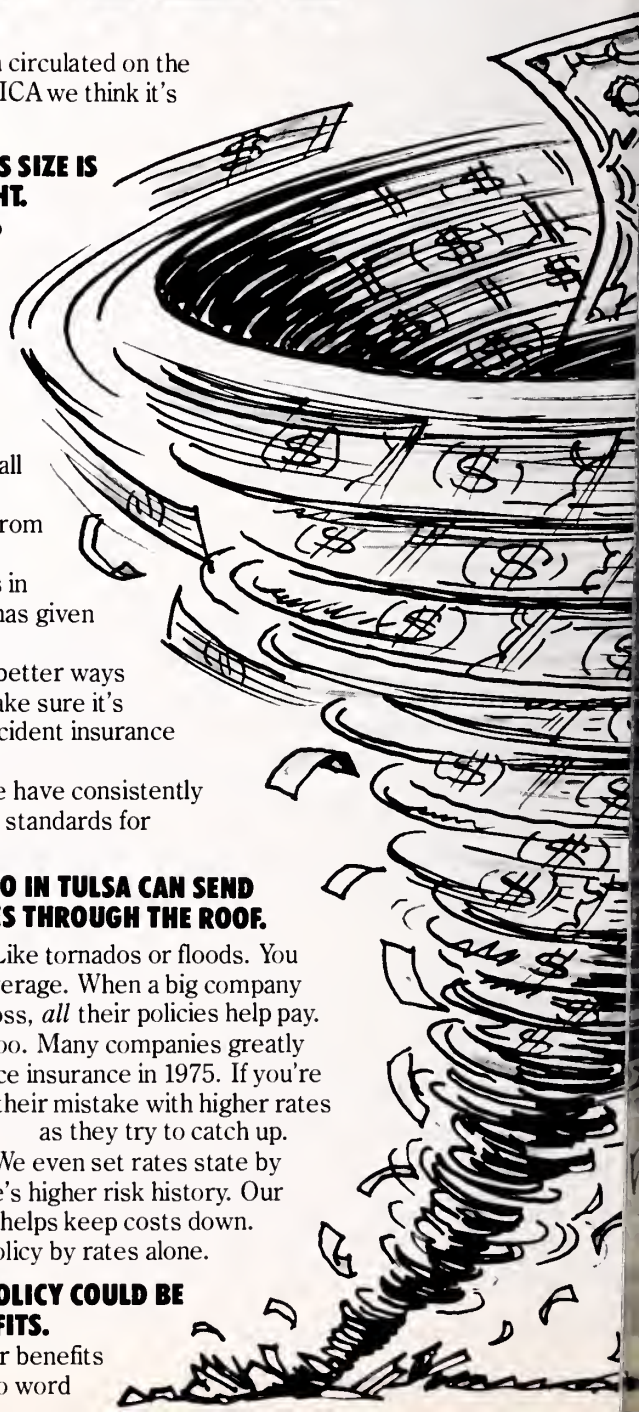 circulated on the
ICA we think it's
SIZE IS
all
rom
in
has given
better ways
ake sure it's
cident insurance
have consistently
standards for
O IN TULSA CAN SEND
THROUGH THE ROOF.
Like tornados or floods. You
erage. When a big company
oss, all their policies help pay.
oo. Many companies greatly
ce insurance in 1975. If you're
their mistake with higher rates
as they try to catch up.
We even set rates state by
e's higher risk history. Our
helps keep costs down.
olicy by rates alone.
OLICY COULD BE
FITS.
r benefits
o word